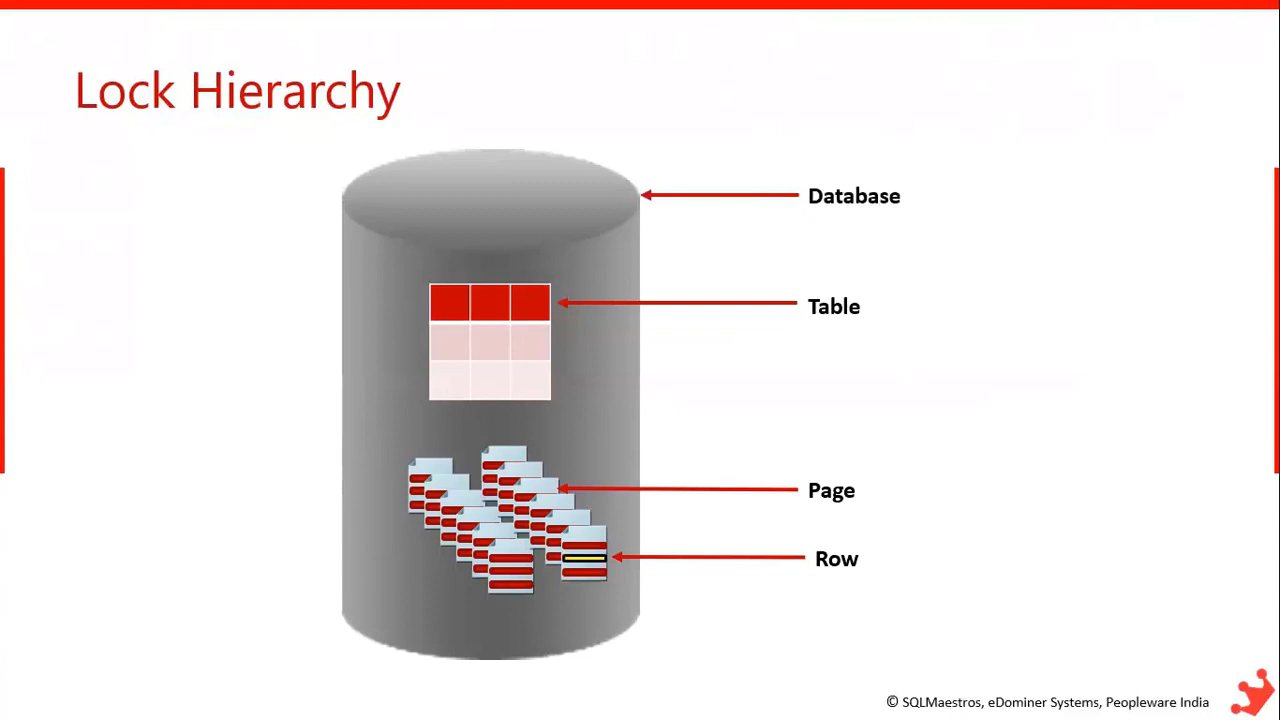 Lock Hierarchy
Database
Table
Page
Row
© SQLMaestros, eDominer Systems, Peopleware India